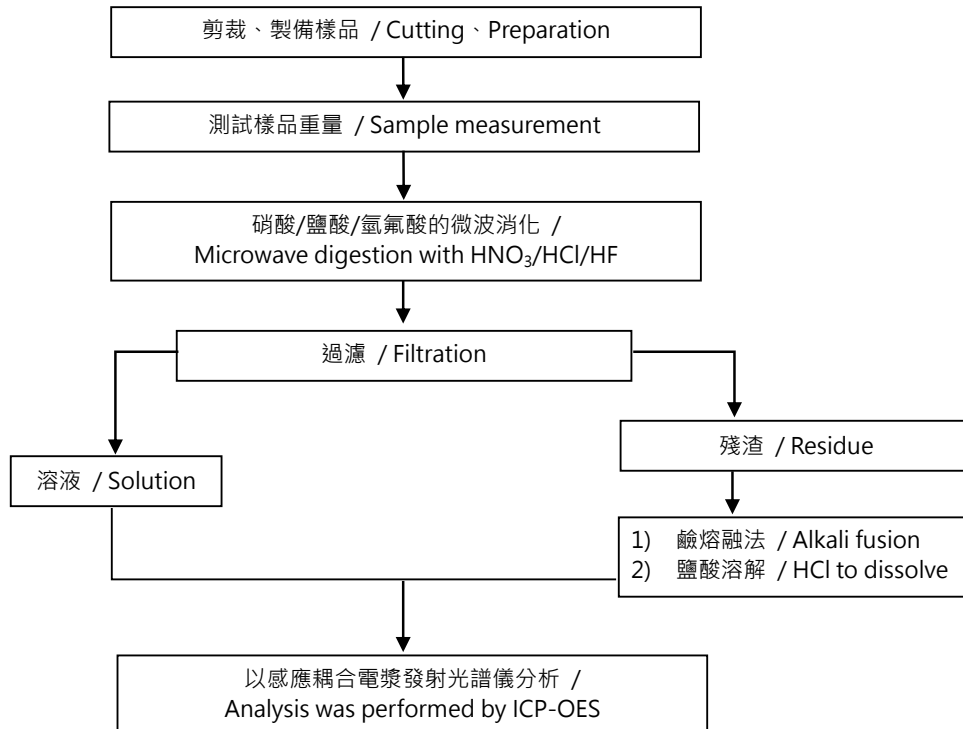 剪裁、製備樣品 / Cutting、Preparation
測試樣品重量 / Sample measurement
硝酸/鹽酸/氫氟酸的微波消化 /
Microwave digestion with HNO₃/HCl/HF
過濾 / Filtration
溶液 / Solution
殘渣 / Residue
1) 鹼熔融法 / Alkali fusion
2) 鹽酸溶解 / HCl to dissolve
以感應耦合電漿發射光譜儀分析 /
Analysis was performed by ICP-OES